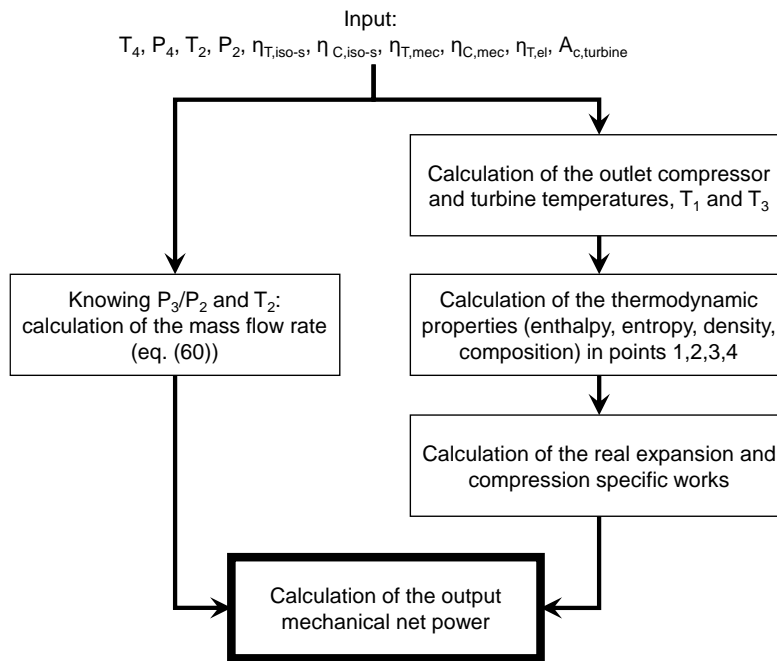 Input:
T4, P4, T2, P2, ηT,iso-s, η C,iso-s, ηT,mec, ηC,mec, ηT,el, Ac,turbine
Calculation of the outlet compressor
and turbine temperatures, T1 and T3
Knowing P3/P2 and T2:
calculation of the mass flow rate
(eq. (60))
Calculation of the thermodynamic
properties (enthalpy, entropy, density,
composition) in points 1,2,3,4
Calculation of the real expansion and
compression specific works
Calculation of the output
mechanical net power